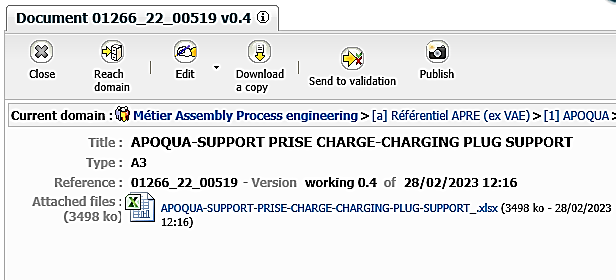 Document 01266_22_00519 v0.4
Close
Reach domain
Edit
Download a copy
Send to validation
Publish
Current domain : Métier Assembly Process engineering > [a] Référentiel APRE (ex VAE) > [1] APOQUA >
Title : APOQUA-SUPPORT PRISE CHARGE-CHARGING PLUG SUPPORT
Type : A3
Reference : 01266_22_00519 - Version working 0.4 of 28/02/2023 12:16
Attached files : (3498 ko)
APOQUA-SUPPORT-PRISE-CHARGE-CHARGING-PLUG-SUPPORT_.xlsx (3498 ko - 28/02/2023
12:16)